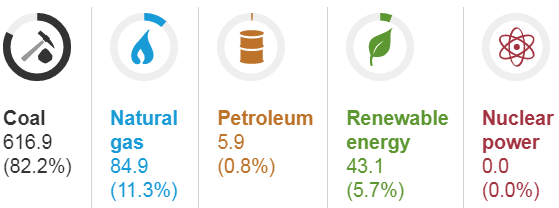 Coal
616.9
(82.2%)
Natural
gas
84.9
(11.3%)
Petroleum
5.9
(0.8%)
Renewable
energy
43.1
(5.7%)
Nuclear
power
0.0
(0.0%)